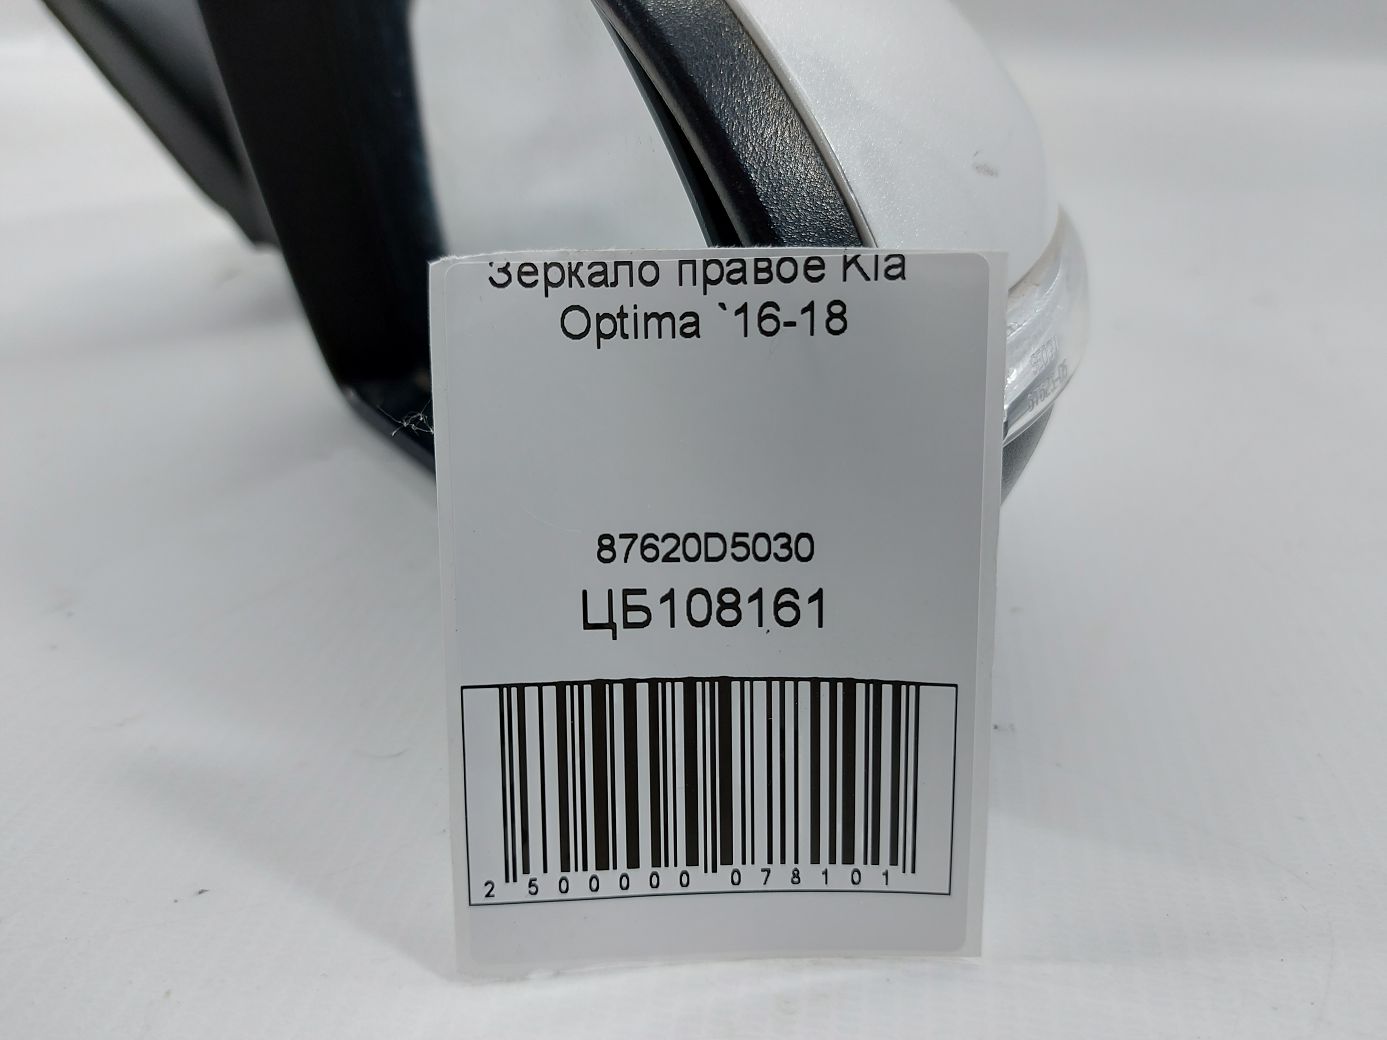 Зеркало правое Kia
Optima `16-18
87620D5030
ЦБ108161
2 500000 078101